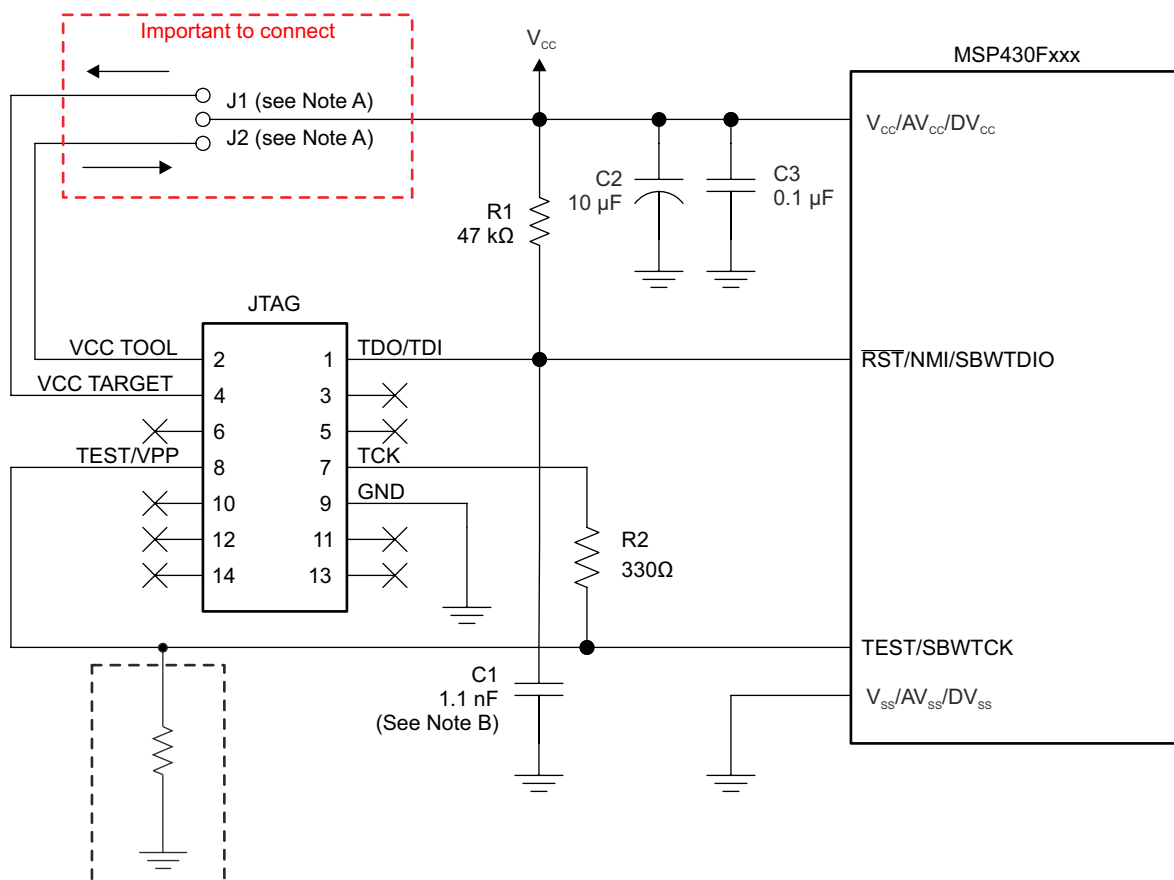 Important to connect
VCC
MSP430Fxxx
J1 (see Note A)
J2 (see Note A)
VCC/AVCC/DVCC
C2
10 µF
C3
0.1 µF
R1
47 kΩ
JTAG
VCC TOOL
2
1
TDO/TDI
RST/NMI/SBWTDIO
VCC TARGET
4
3
6
5
TEST/VPP
8
7
TCK
10
9
GND
12
11
14
13
R2
330Ω
TEST/SBWTCK
C1
1.1 nF
(See Note B)
VSS/AVSS/DVSS